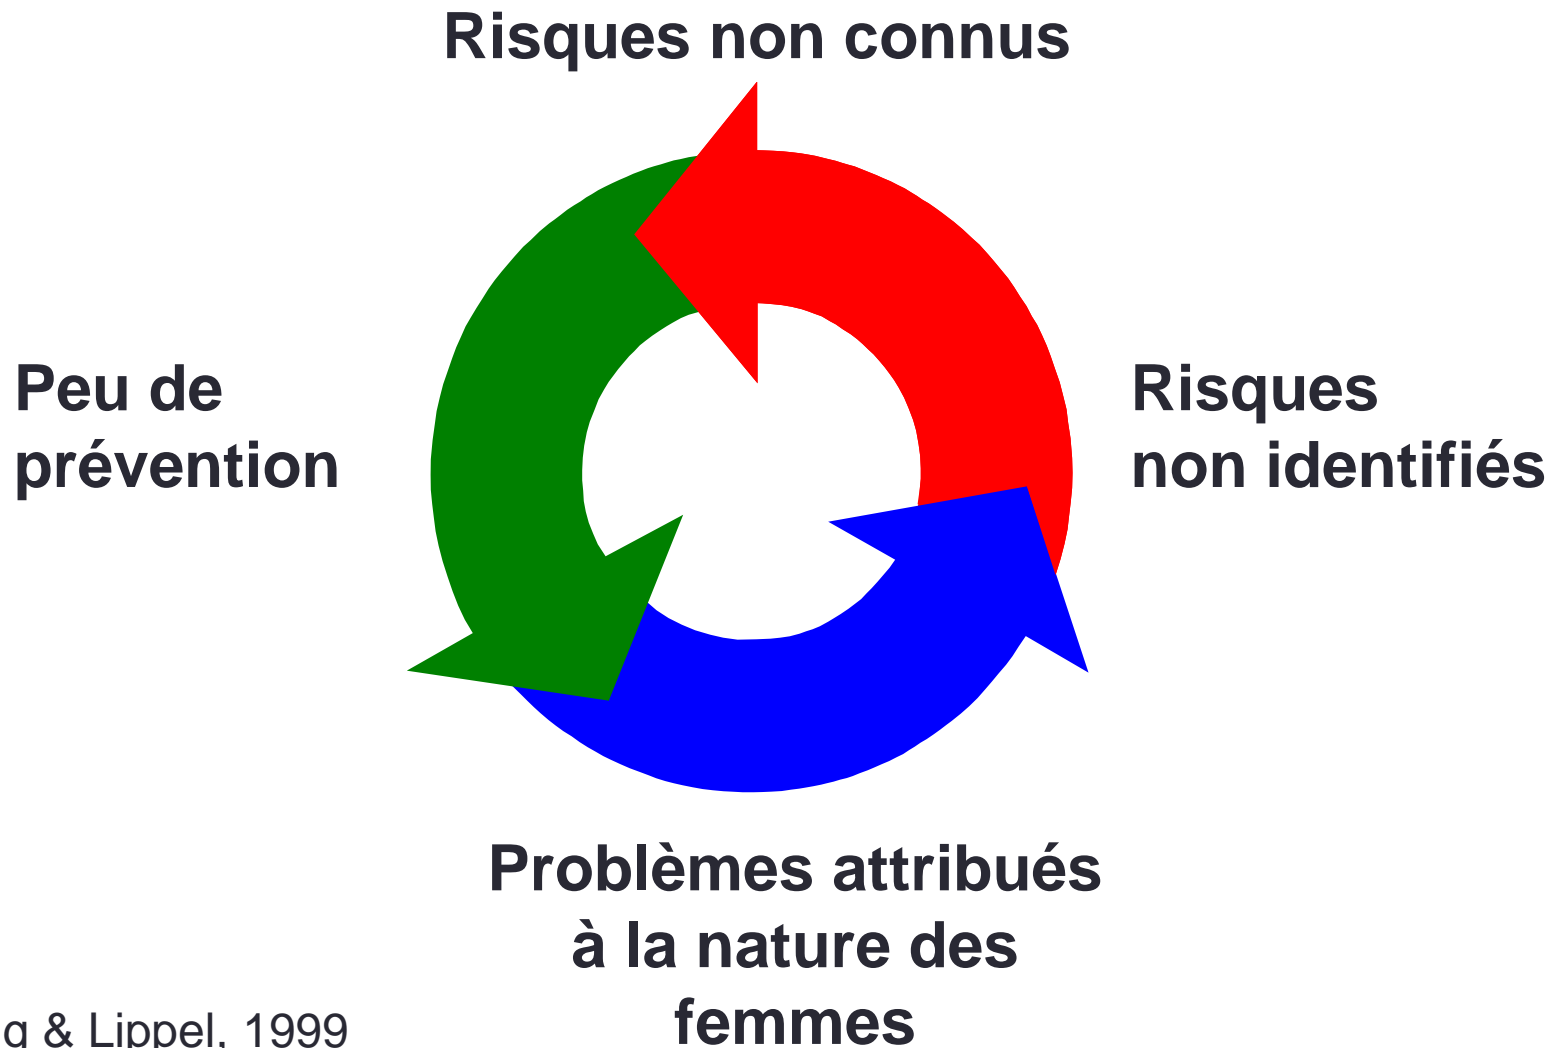 Risques non connus
Peu de
prévention
Risques
non identifiés
Problèmes attribués
à la nature des
femmes
& Lippel, 1999